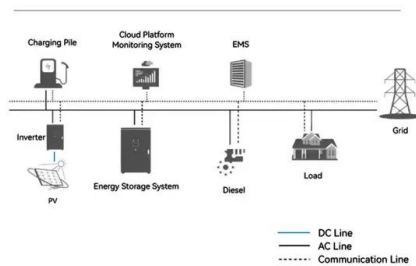 Charging Pile
Cloud Platform
Monitoring System
EMS
Grid
Inverter
PV
Energy Storage System
Diesel
Load
DC Line
AC Line
Communication Line